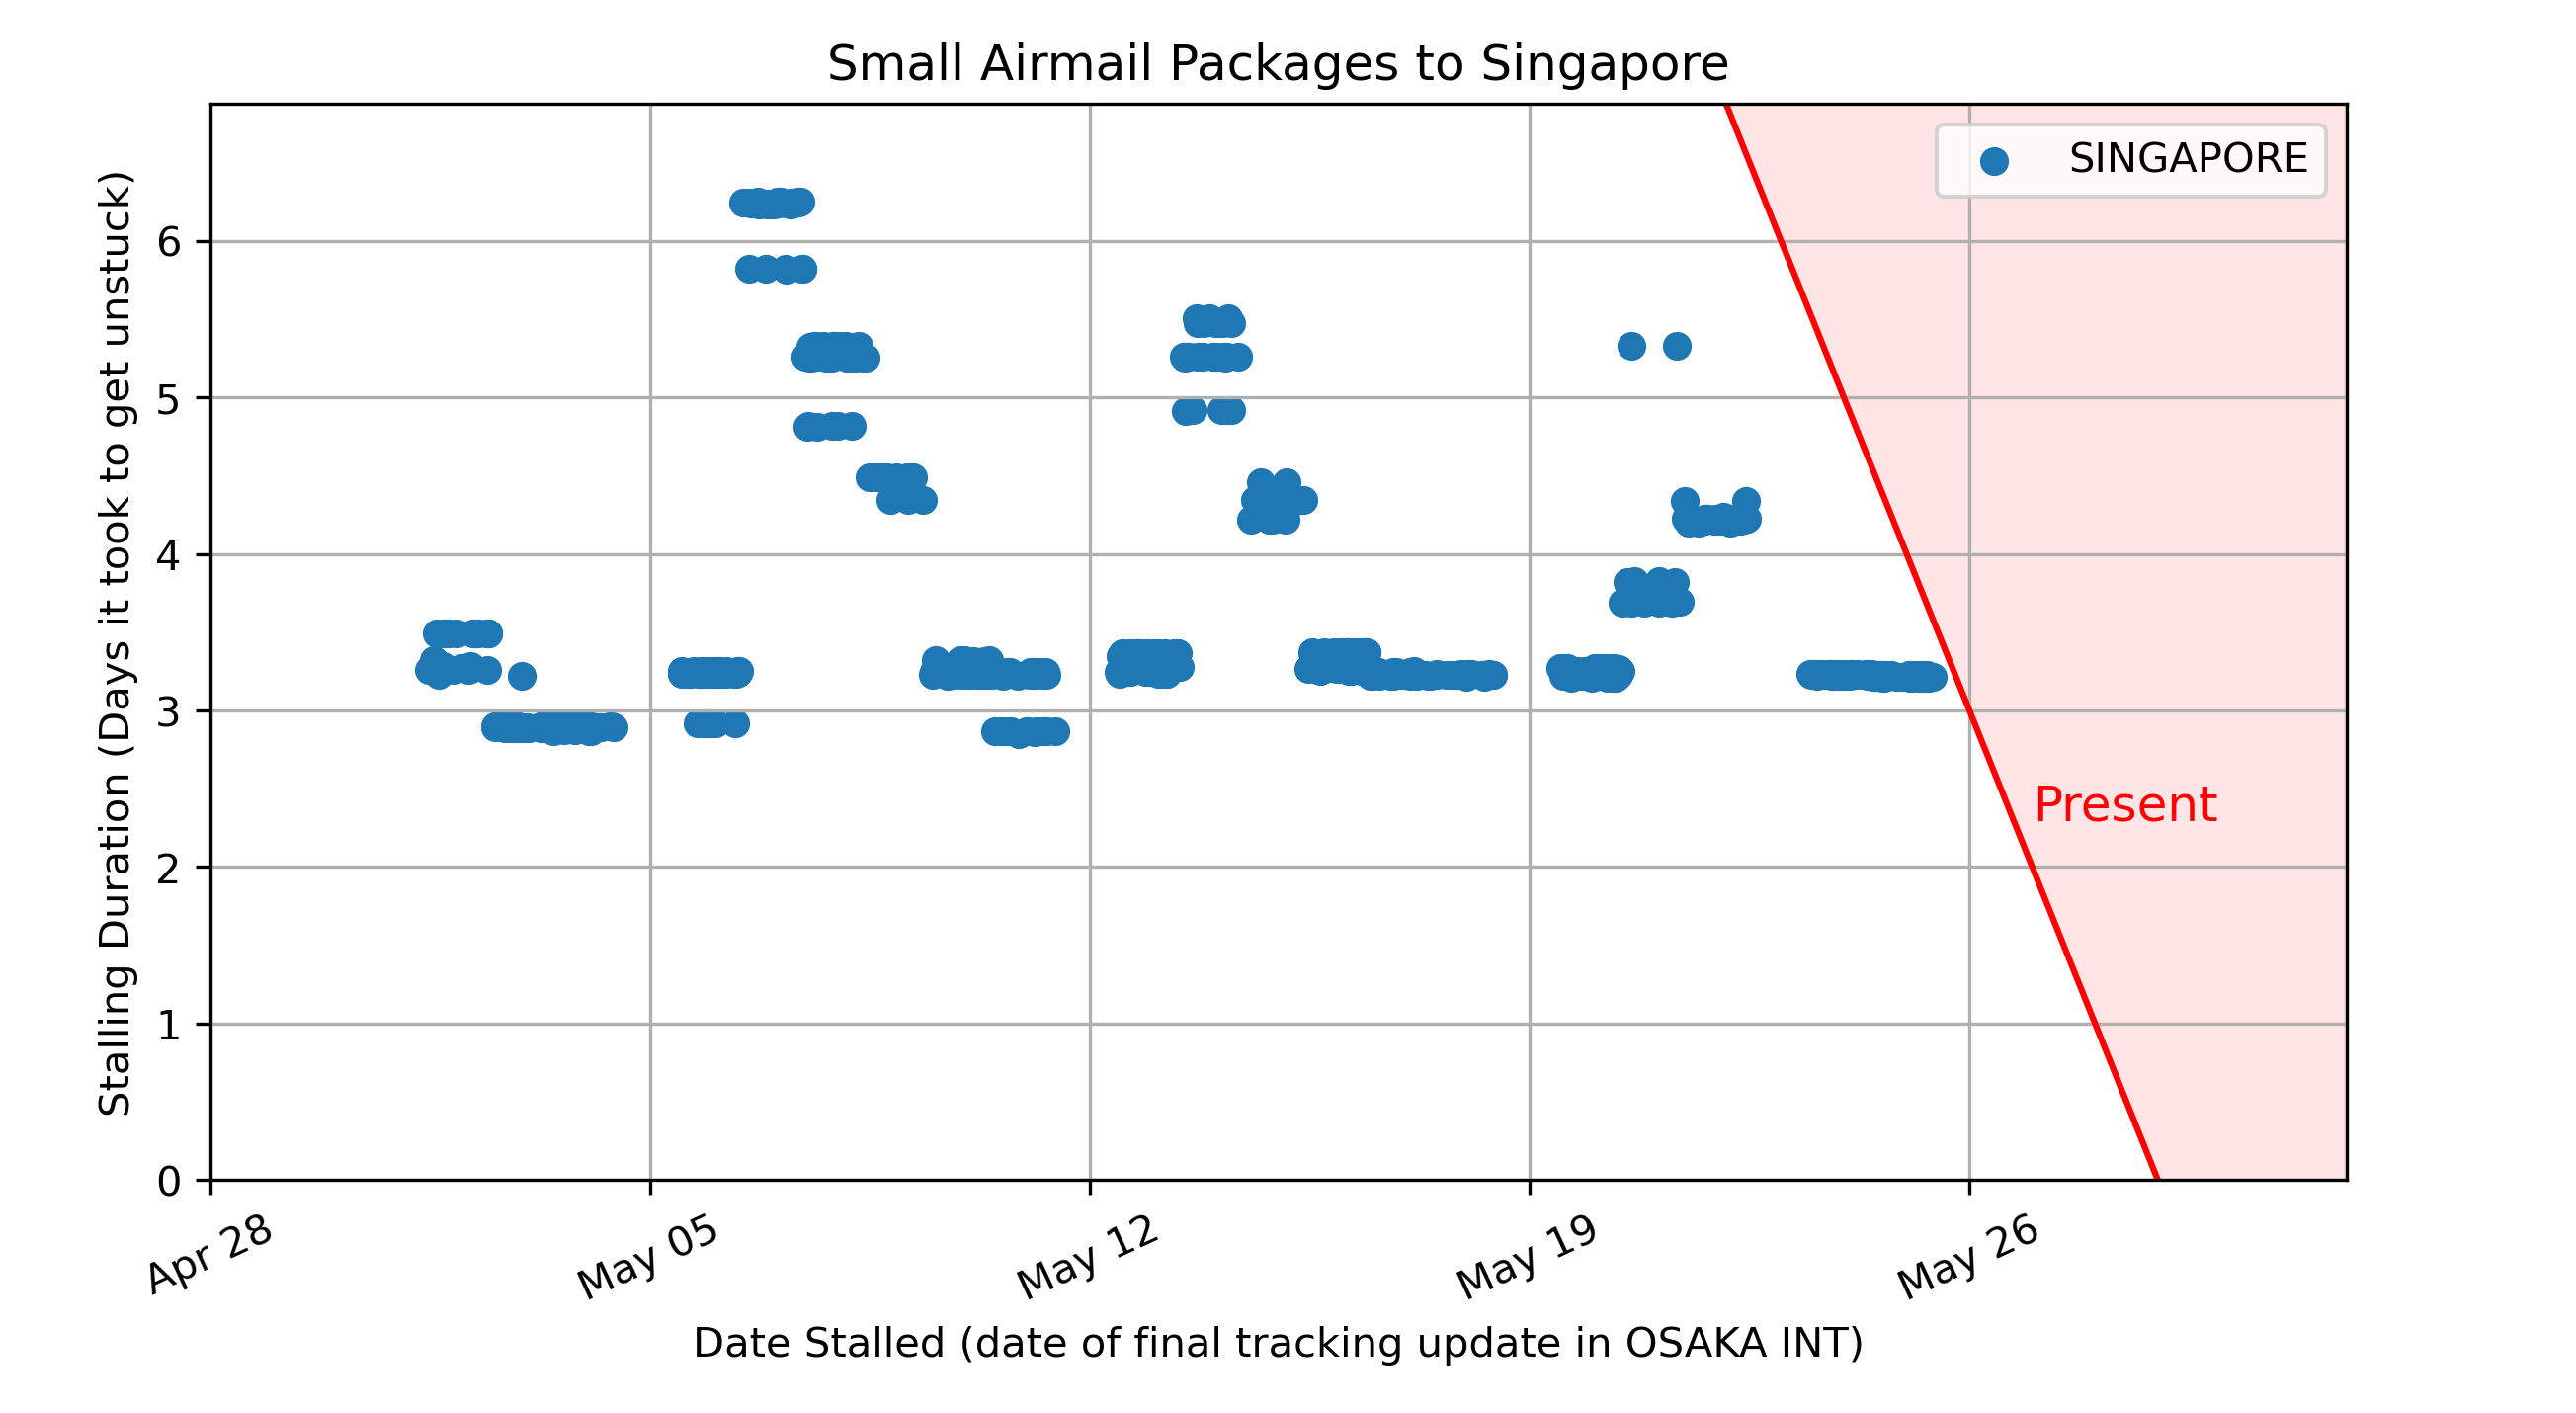 Small Airmail Packages to Singapore
Stalling Duration (Days it took to get unstuck)
6
5
4
3
2
1
0
SINGAPORE
Present
Apr 28
May 05
May 12
May 19
May 26
Date Stalled (date of final tracking update in OSAKA INT)